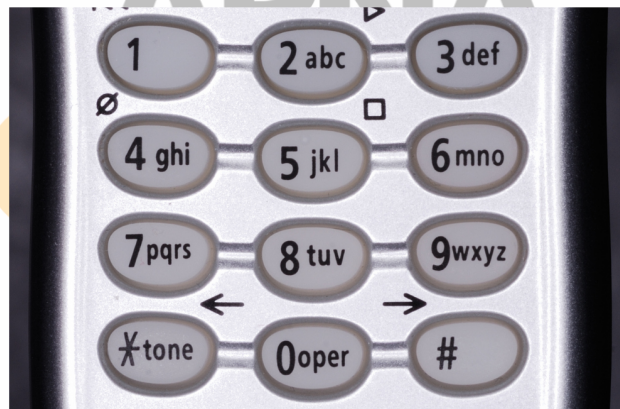 1 2 abc 3 def
4 ghi 5 jkl 6 mno
7 pqrs 8 tuv 9 wxyz
* tone 0 oper #